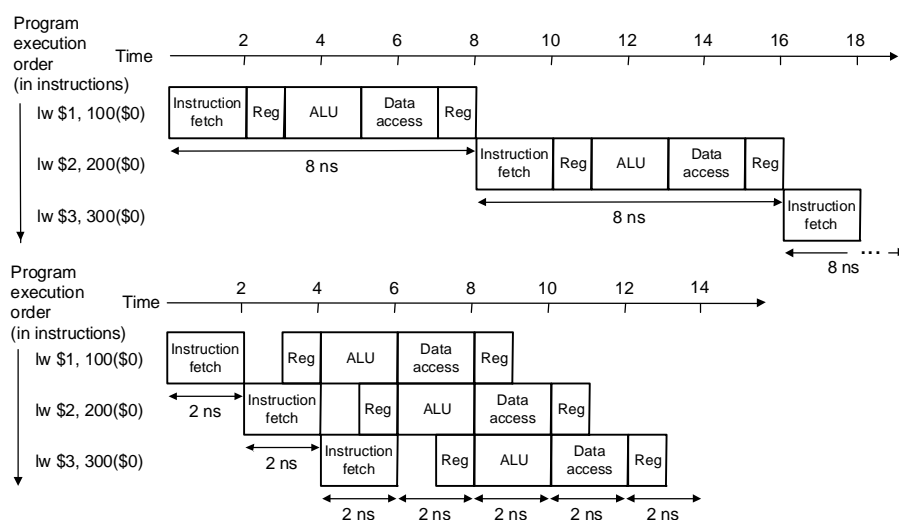 Program
execution
order
(in instructions)
Time
2 4 6 8 10 12 14 16 18
lw $1, 100($0)
Instruction
fetch
Reg
ALU
Data
access
Reg
8 ns
lw $2, 200($0)
Instruction
fetch
Reg
ALU
Data
access
Reg
8 ns
lw $3, 300($0)
Instruction
fetch
...
8 ns
Program
execution
order
(in instructions)
Time
2 4 6 8 10 12 14
lw $1, 100($0)
Instruction
fetch
Reg
ALU
Data
access
Reg
2 ns
lw $2, 200($0)
Instruction
fetch
Reg
ALU
Data
access
Reg
2 ns
lw $3, 300($0)
Instruction
fetch
Reg
ALU
Data
access
Reg
2 ns 2 ns 2 ns 2 ns 2 ns